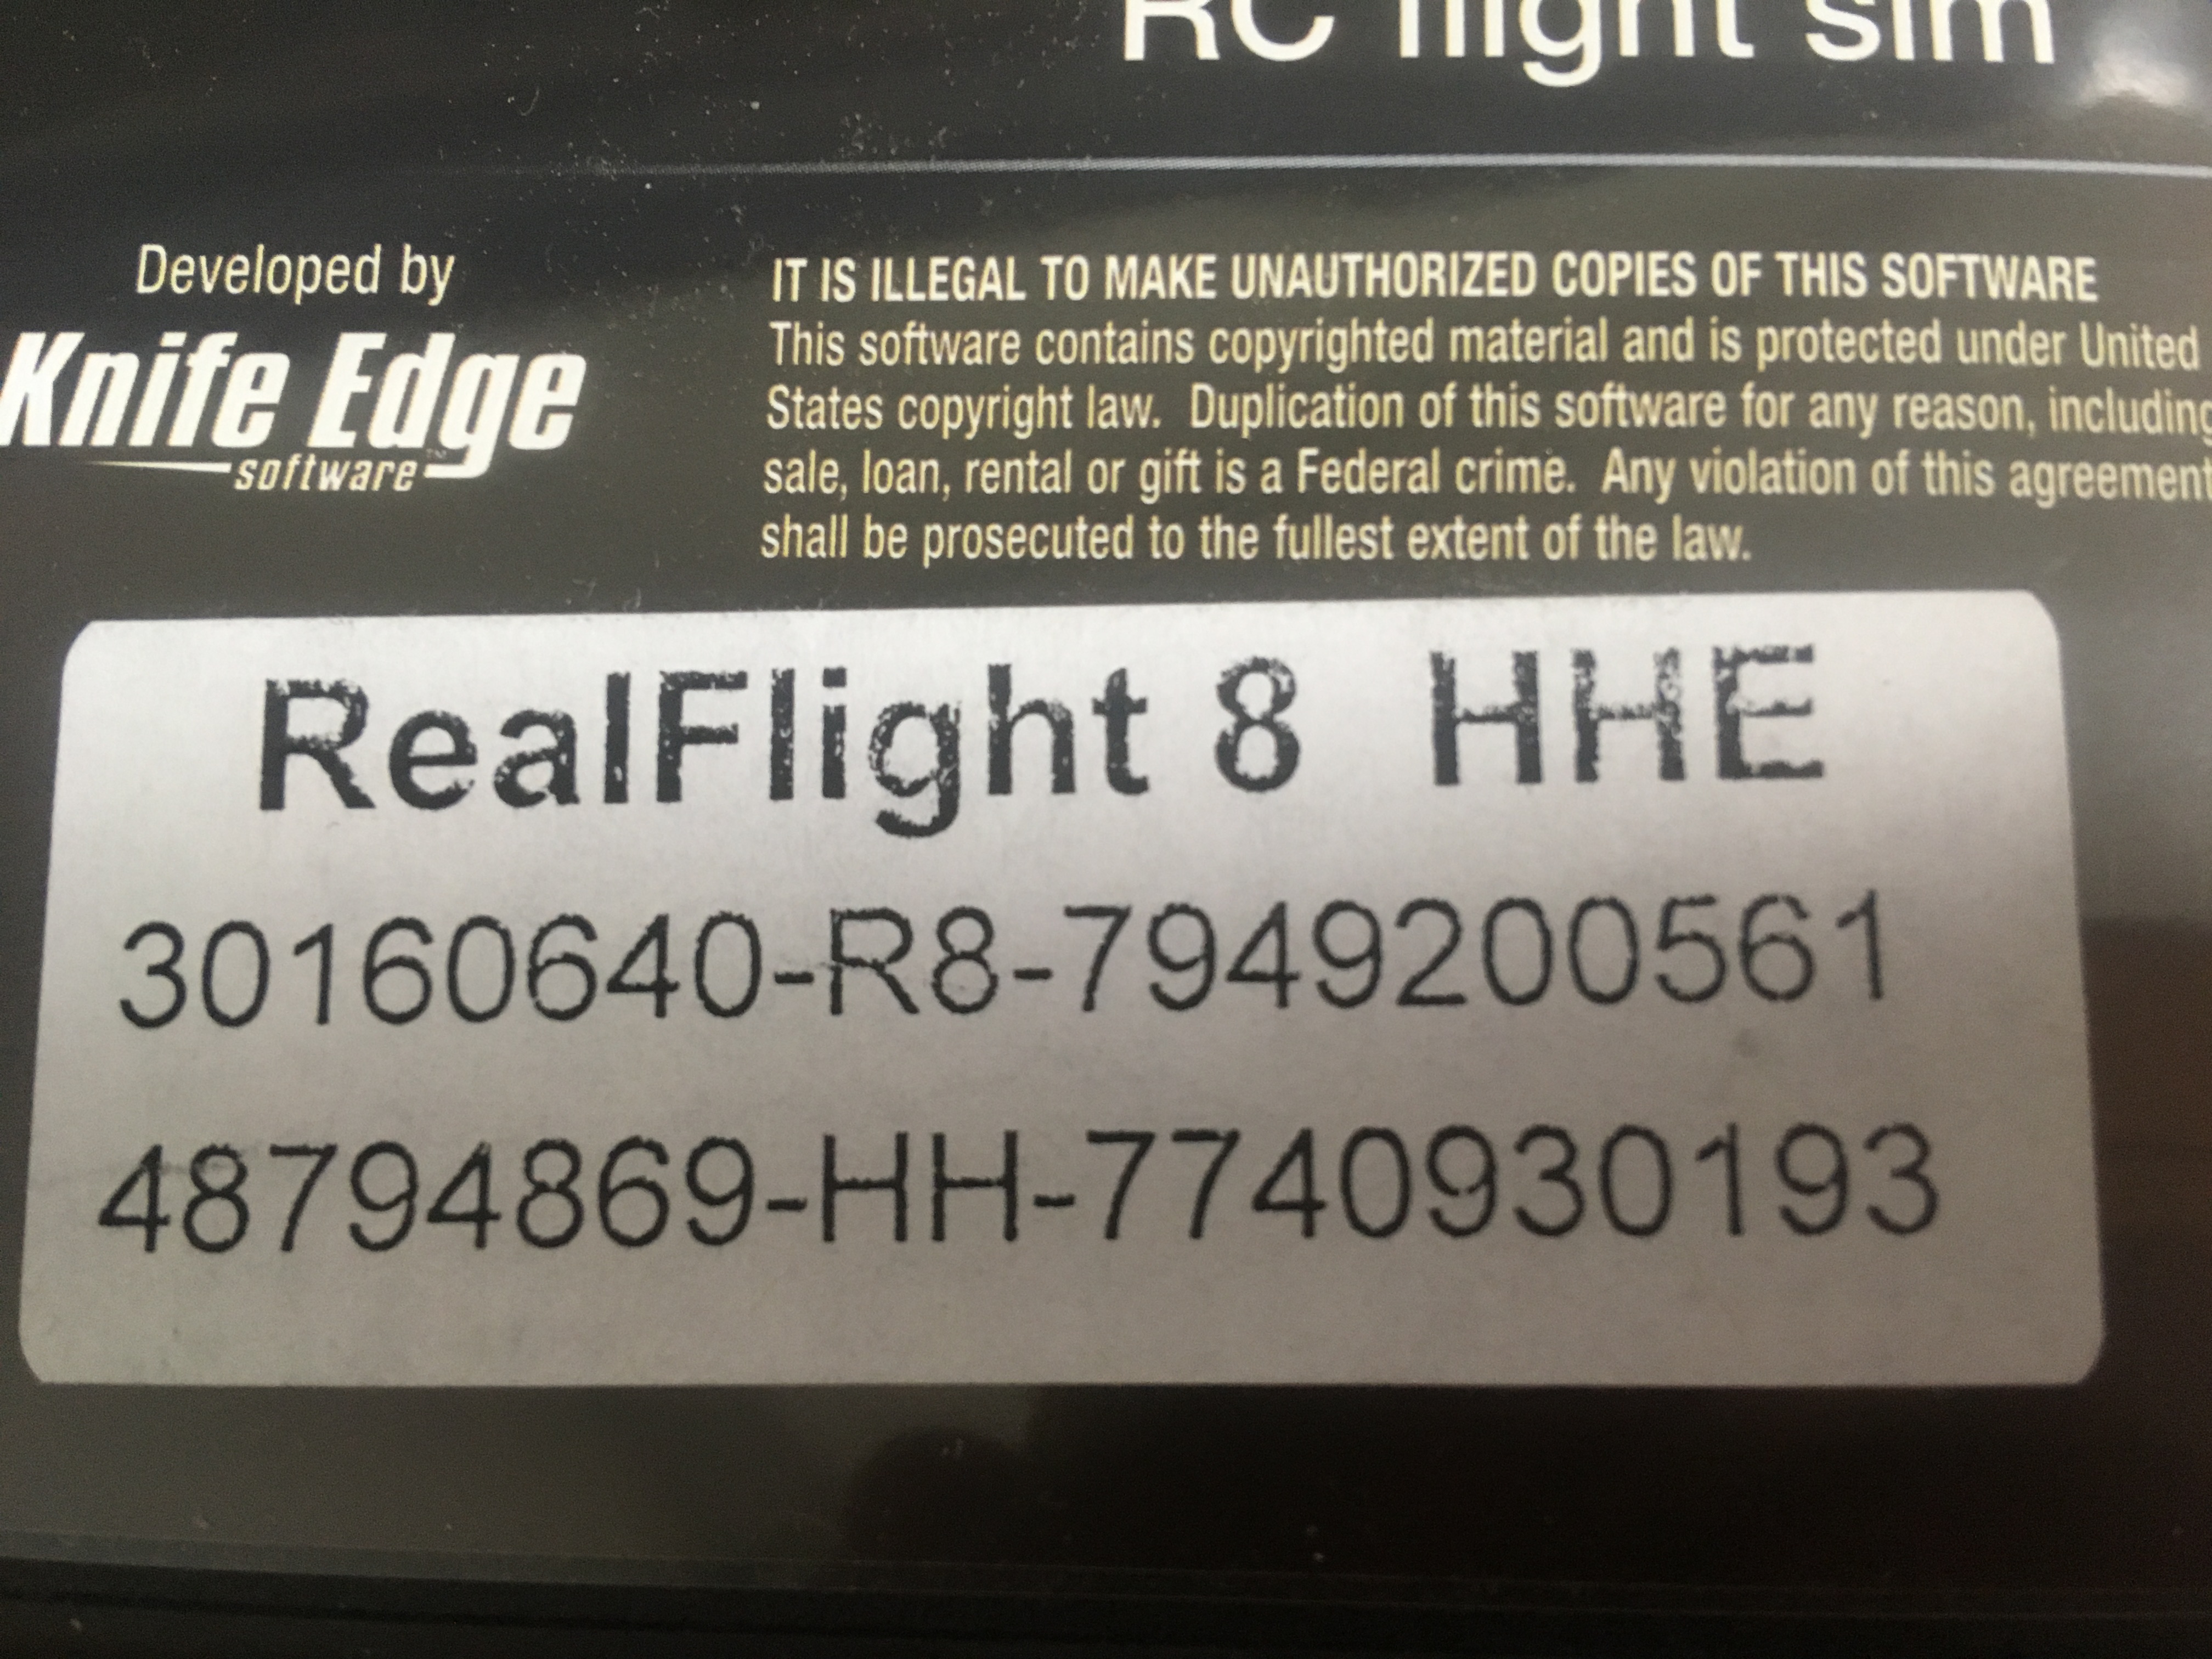 RC flight sim
Developed by
Knife Edge
software™
IT IS ILLEGAL TO MAKE UNAUTHORIZED COPIES OF THIS SOFTWARE
This software contains copyrighted material and is protected under United
States copyright law. Duplication of this software for any reason, including
sale, loan, rental or gift is a Federal crime. Any violation of this agreement
shall be prosecuted to the fullest extent of the law.
RealFlight 8 HHE
30160640-R8-7949200561
48794869-HH-7740930193